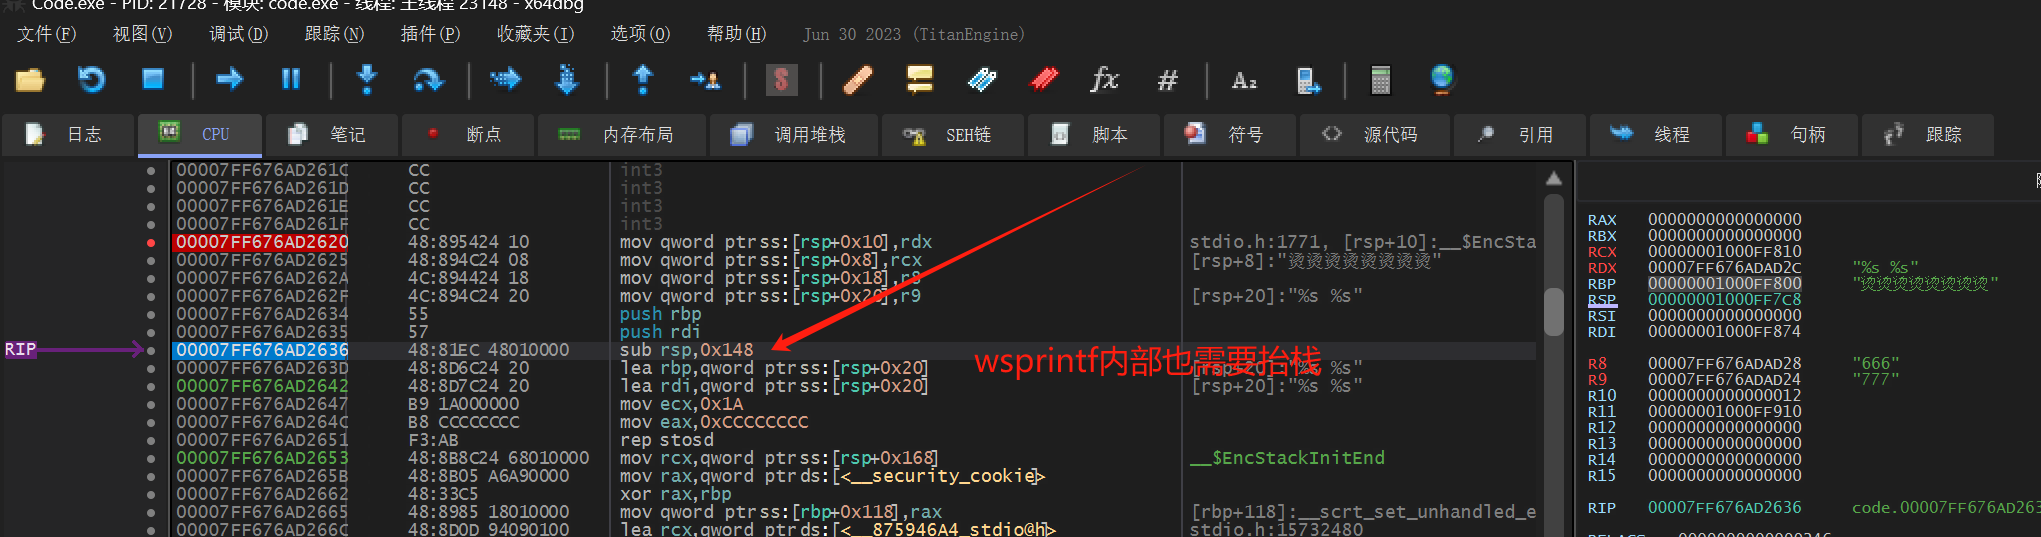 Code.exe - PID: 21728 - 模块: code.exe - 线程: 主线程 23148 - x64dbg
文件(F) 视图(V) 调试(D) 跟踪(N) 插件(P) 收藏夹(I) 选项(O) 帮助(H) Jun 30 2023 (TitanEngine)
日志 CPU 笔记 断点 内存布局 调用堆栈 SEH链 脚本 符号 源代码 引用 线程 句柄 跟踪
00007FF676AD261C CC int3
00007FF676AD261D CC int3
00007FF676AD261E CC int3
00007FF676AD261F CC int3
00007FF676AD2620 48:895424 10 mov qword ptr ss:[rsp+0x10],rdx stdio.h:1771, [rsp+10]:__$EncSta
00007FF676AD2625 48:894C24 08 mov qword ptr ss:[rsp+0x8],rcx [rsp+8]:"烫烫烫烫烫烫烫烫"
00007FF676AD262A 4C:894424 18 mov qword ptr ss:[rsp+0x18],r8
00007FF676AD262F 4C:894C24 20 mov qword ptr ss:[rsp+0x20],r9 [rsp+20]:"%s %s"
00007FF676AD2634 55 push rbp
00007FF676AD2635 57 push rdi
RIP 00007FF676AD2636 48:81EC 48010000 sub rsp,0x148
wsprintf内部也需要抬栈
00007FF676AD263D 48:8D6C24 20 lea rbp,qword ptr ss:[rsp+0x20] [rsp+20]:"%s %s"
00007FF676AD2642 48:8D7C24 20 lea rdi,qword ptr ss:[rsp+0x20] [rsp+20]:"%s %s"
00007FF676AD2647 B9 1A000000 mov ecx,0x1A
00007FF676AD264C B8 CCCCCCCC mov eax,0xCCCCCCCC
00007FF676AD2651 F3:AB rep stosd
00007FF676AD2653 48:8B8C24 68010000 mov rcx,qword ptr ss:[rsp+0x168] __$EncStackInitEnd
00007FF676AD265B 48:8B05 A6A90000 mov rax,qword ptr ds:[<__security_cookie>]
00007FF676AD2662 48:33C5 xor rax,rbp
00007FF676AD2665 48:8985 18010000 mov qword ptr ss:[rbp+0x118],rax [rbp+118]:__scrt_set_unhandled_e
00007FF676AD266C 48:8D0D 94090100 lea rcx,qword ptr ds:[<__875946A4_stdio@h>] stdio.h:15732480
RAX 0000000000000000
RBX 0000000000000000
RCX 00000001000FF810
RDX 00007FF676ADAD2C "%s %s"
RBP 00000001000FF800 "烫烫烫烫烫烫烫烫"
RSP 00000001000FF7C8
RSI 0000000000000000
RDI 00000001000FF874
R8 00007FF676ADAD28 "666"
R9 00007FF676ADAD24 "777"
R10 0000000000000012
R11 00000001000FF910
R12 0000000000000000
R13 0000000000000000
R14 0000000000000000
R15 0000000000000000
RIP 00007FF676AD2636 code.00007FF676AD263